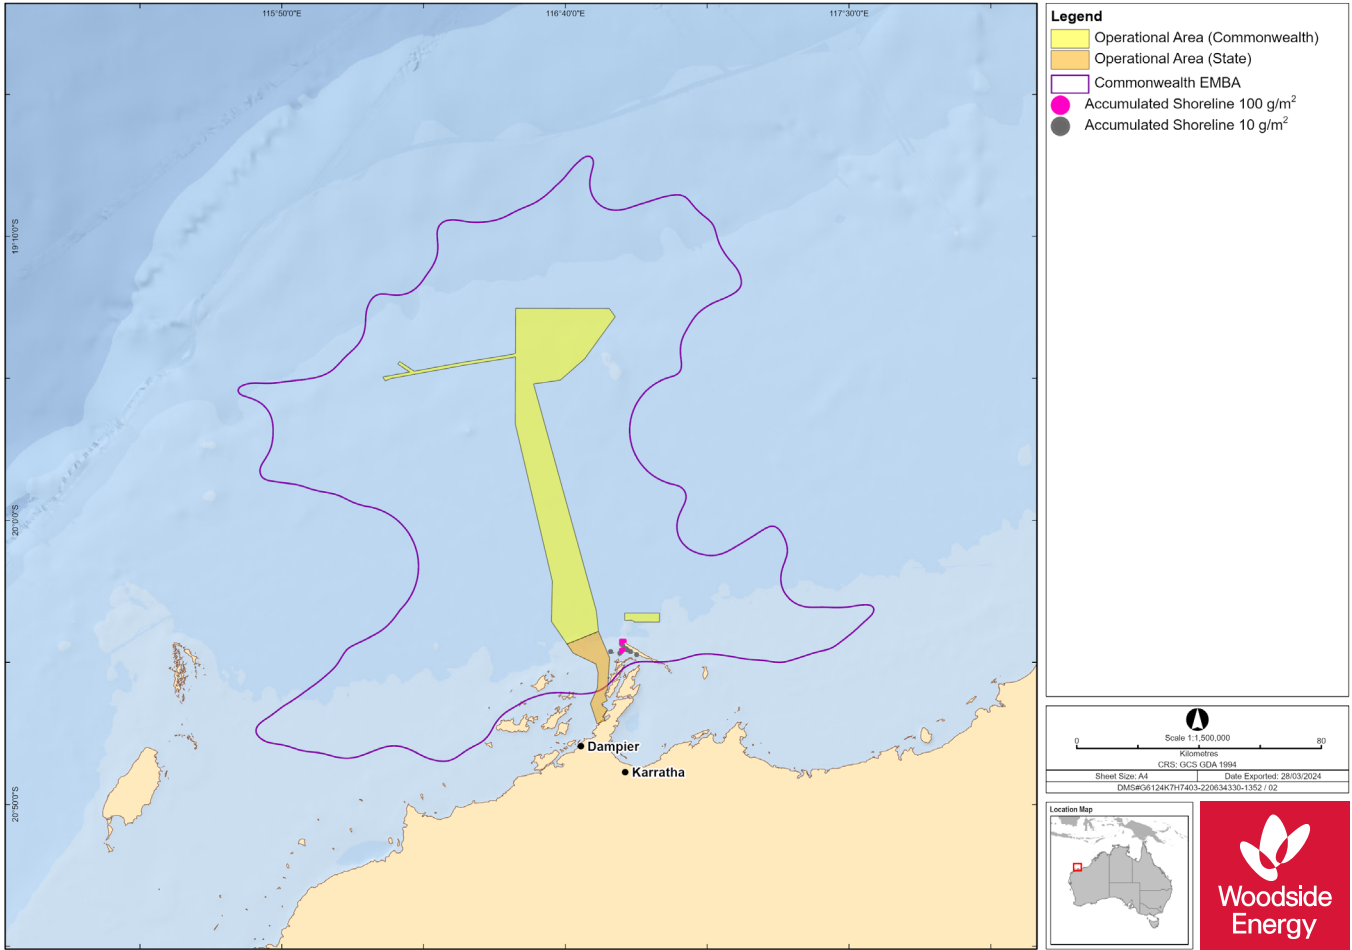 115°50'0"E
116°40'0"E
117°30'0"E
19°10'0"S
20°0'0"S
20°50'0"S
Dampier
Karratha
Legend
Operational Area (Commonwealth)
Operational Area (State)
Commonwealth EMBA
Accumulated Shoreline 100 g/m²
Accumulated Shoreline 10 g/m²
Scale 1:1,500,000
0 80
Kilometres
CRS: GCS GDA 1994
Sheet Size: A4 Date Exported: 28/03/2024
DMS#G6124K7H7403-220634330-1352 / 02
Location Map
Woodside
Energy